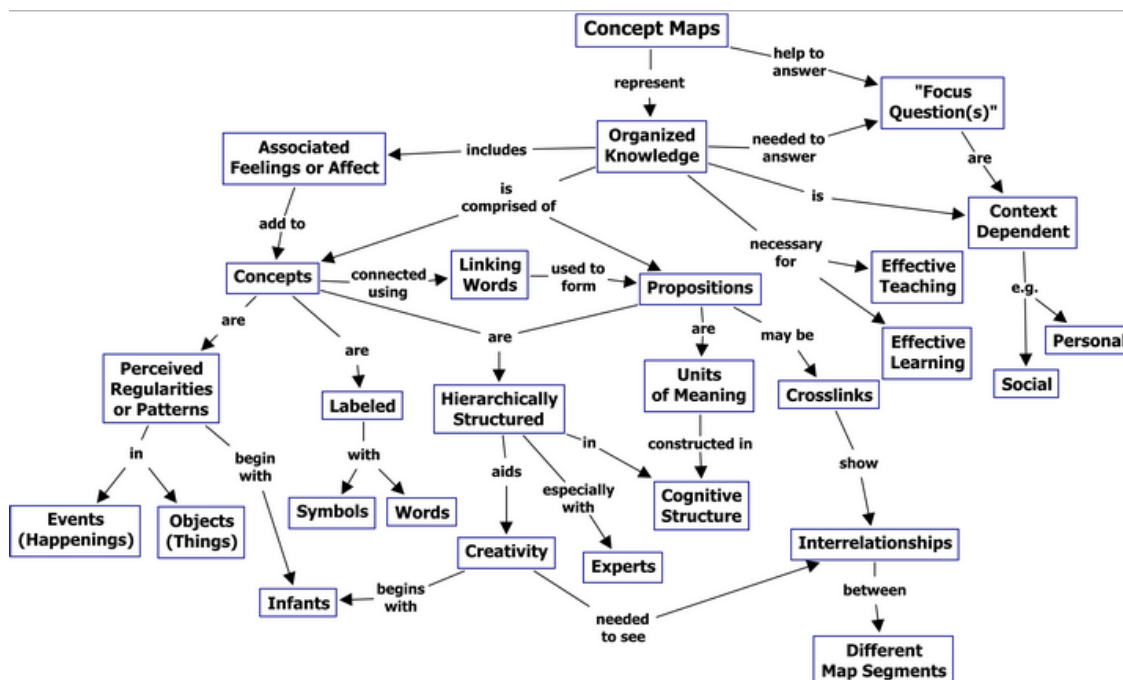 Concept Maps
help to
answer
represent
"Focus
Question(s)"
Organized
Knowledge
needed to
answer
Associated
Feelings or Affect
includes
are
is
comprised of
is
Context
Dependent
add to
necessary
for
Concepts
connected
using
Linking
Words
used to
form
Propositions
Effective
Teaching
e.g.
are
are
are
are
may be
Effective
Learning
Personal
Social
Perceived
Regularities
or Patterns
Labeled
Hierarchically
Structured
Units
of Meaning
Crosslinks
in
begin
with
with
in
constructed in
aids
show
especially
with
Events
(Happenings)
Objects
(Things)
Symbols
Words
Cognitive
Structure
Creativity
Experts
Interrelationships
Infants
begins
with
needed
to see
between
Different
Map Segments